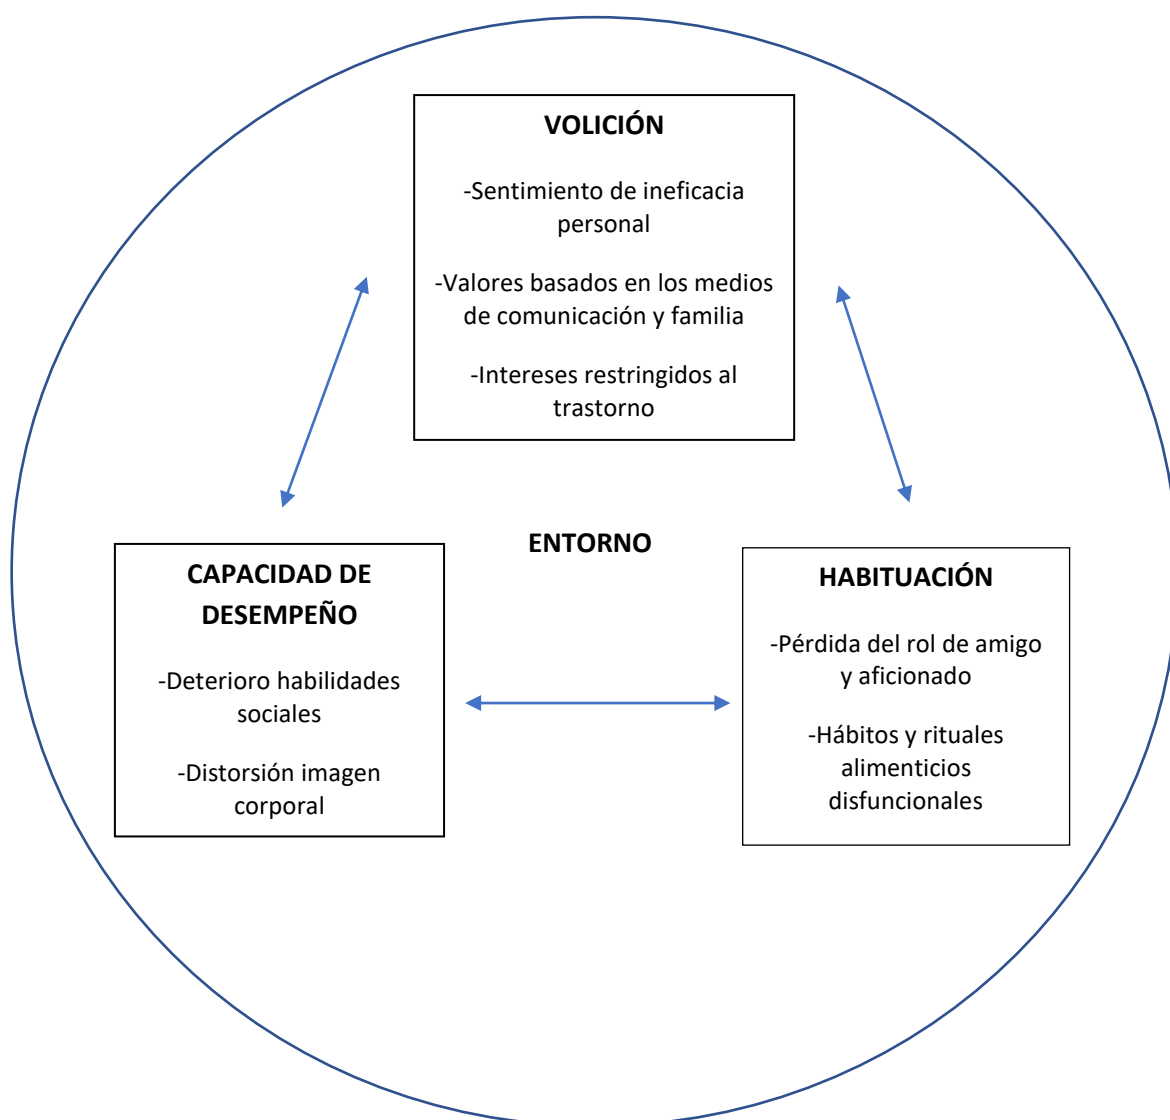 VOLICIÓN
-Sentimiento de ineficacia
personal
-Valores basados en los medios
de comunicación y familia
-Intereses restringidos al
trastorno
ENTORNO
CAPACIDAD DE
DESEMPEÑO
-Deterioro habilidades
sociales
-Distorsión imagen
corporal
HABITUACIÓN
-Pérdida del rol de amigo
y aficionado
-Hábitos y rituales
alimenticios
disfuncionales